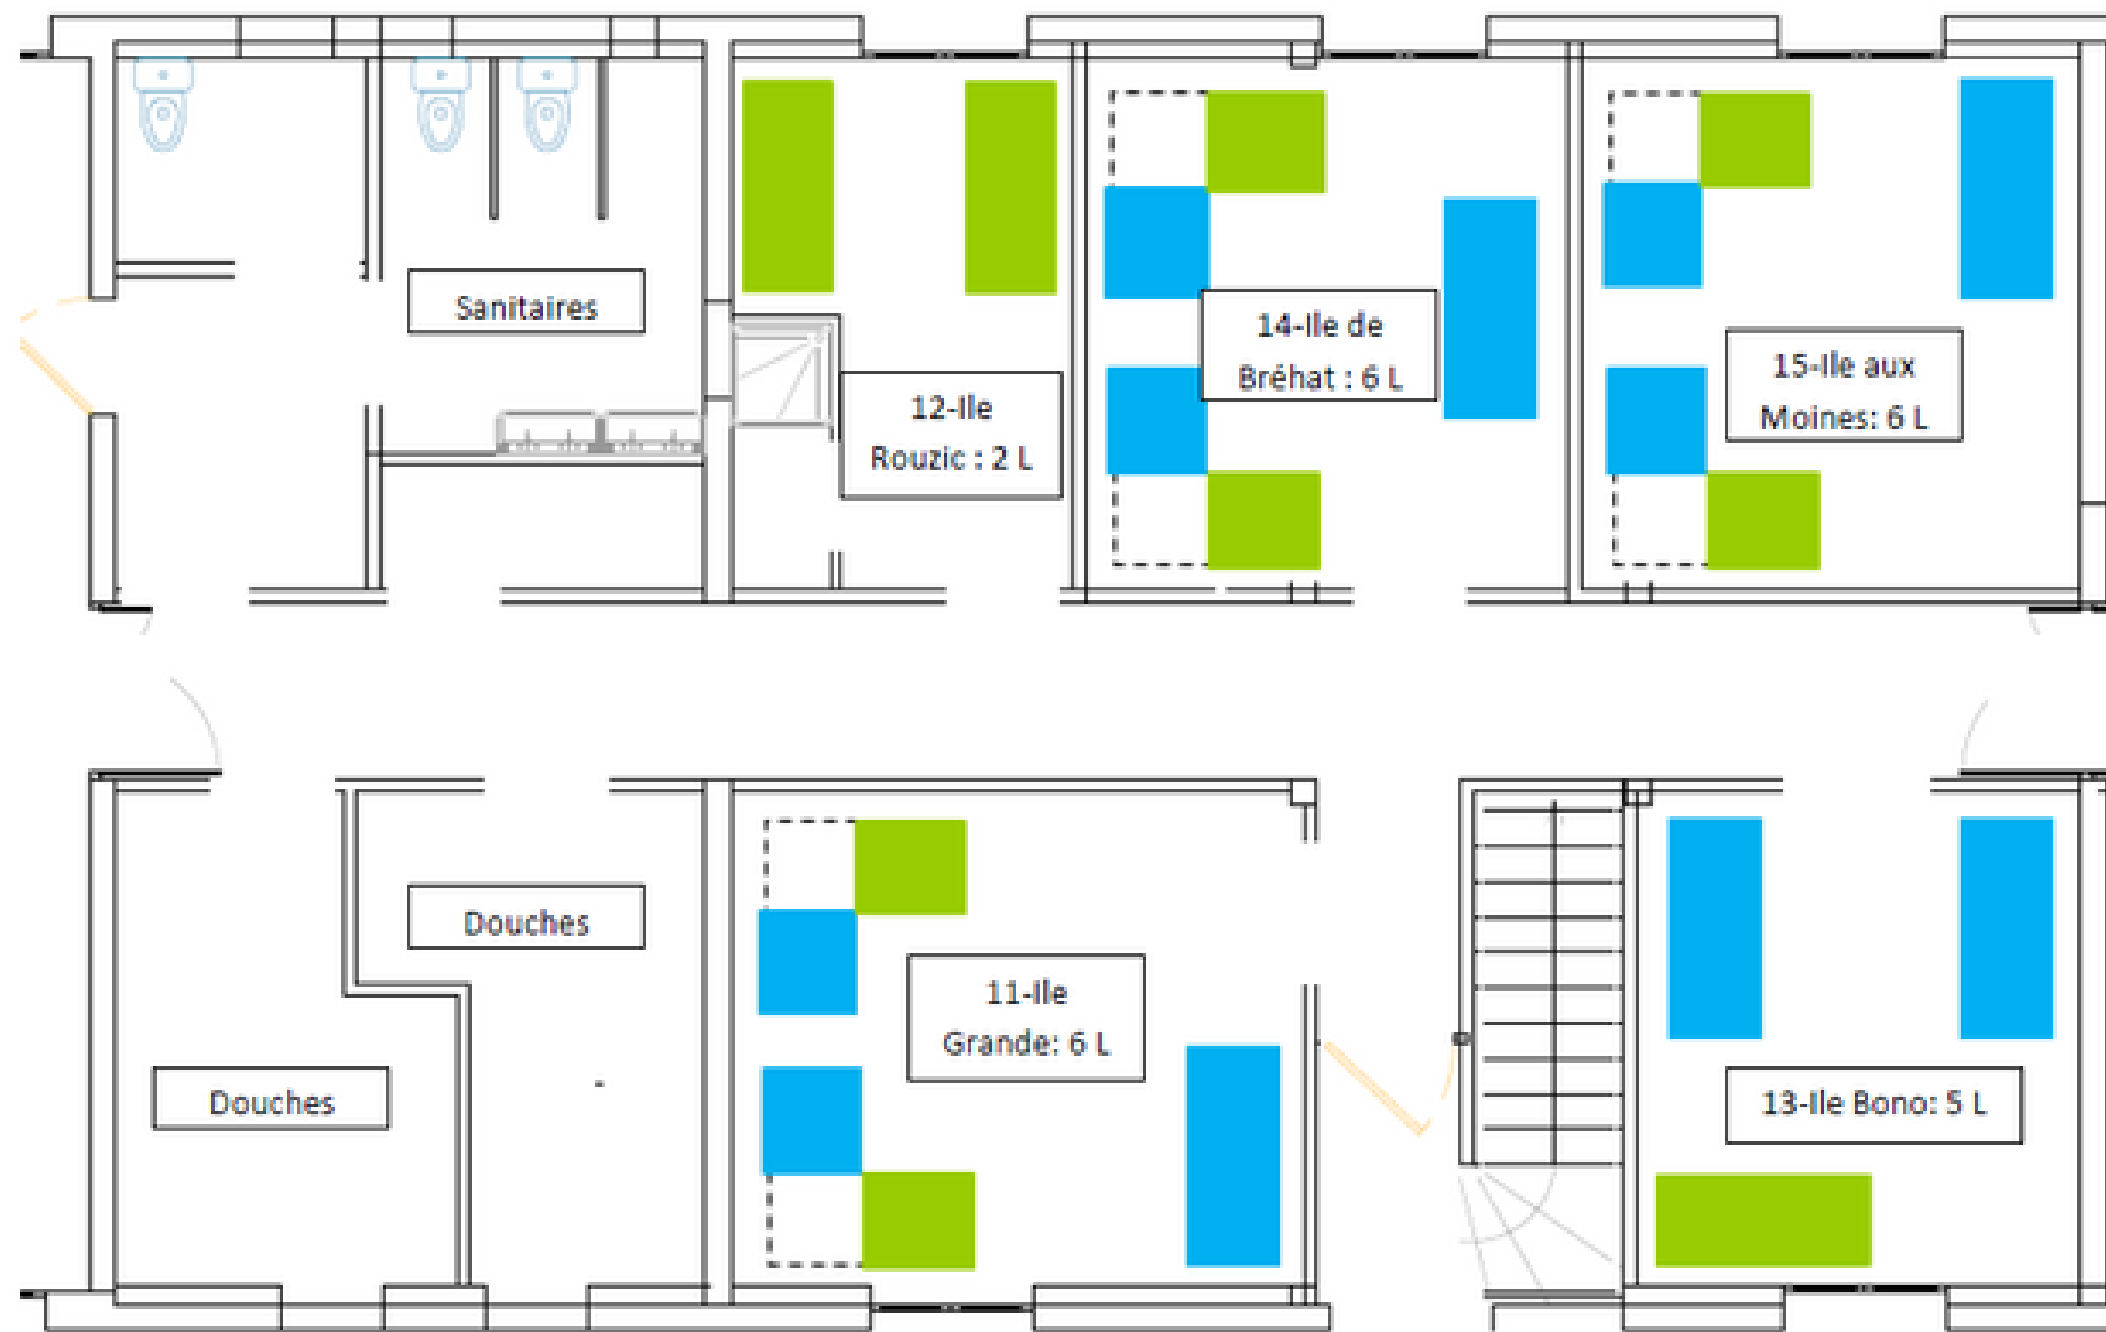 Sanitaires
12-Ile
Rouzic : 2 L
14-Ile de
Bréhat : 6 L
15-Ile aux
Moines: 6 L
Douches
Douches
11-Ile
Grande: 6 L
13-Ile Bono: 5 L